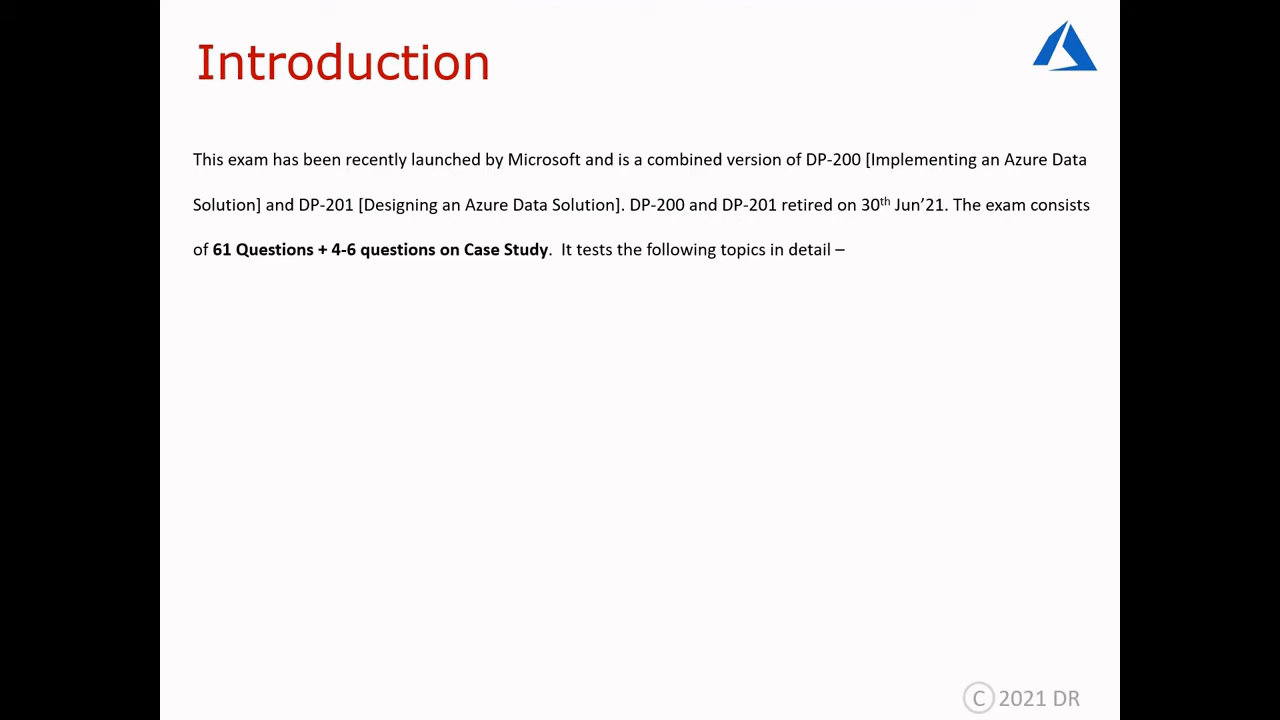 Introduction
This exam has been recently launched by Microsoft and is a combined version of DP-200 [Implementing an Azure Data
Solution] and DP-201 [Designing an Azure Data Solution]. DP-200 and DP-201 retired on 30th Jun’21. The exam consists
of 61 Questions + 4-6 questions on Case Study.  It tests the following topics in detail –
© 2021 DR